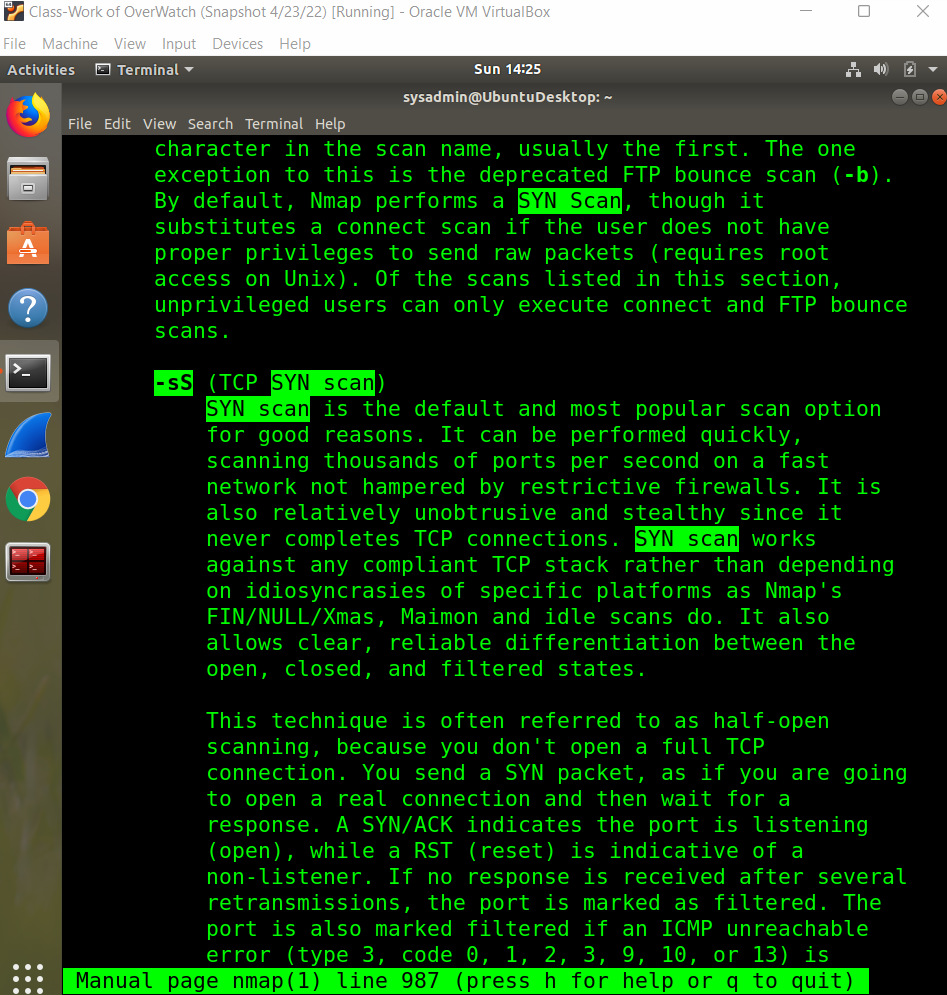 Class-Work of OverWatch (Snapshot 4/23/22) [Running] - Oracle VM VirtualBox
File Machine View Input Devices Help
Activities Terminal Sun 14:25
sysadmin@UbuntuDesktop: ~
File Edit View Search Terminal Help
character in the scan name, usually the first. The one
exception to this is the deprecated FTP bounce scan (-b).
By default, Nmap performs a SYN Scan, though it
substitutes a connect scan if the user does not have
proper privileges to send raw packets (requires root
access on Unix). Of the scans listed in this section,
unprivileged users can only execute connect and FTP bounce
scans.
-sS (TCP SYN scan)
SYN scan is the default and most popular scan option
for good reasons. It can be performed quickly,
scanning thousands of ports per second on a fast
network not hampered by restrictive firewalls. It is
also relatively unobtrusive and stealthy since it
never completes TCP connections. SYN scan works
against any compliant TCP stack rather than depending
on idiosyncrasies of specific platforms as Nmap's
FIN/NULL/Xmas, Maimon and idle scans do. It also
allows clear, reliable differentiation between the
open, closed, and filtered states.
This technique is often referred to as half-open
scanning, because you don't open a full TCP
connection. You send a SYN packet, as if you are going
to open a real connection and then wait for a
response. A SYN/ACK indicates the port is listening
(open), while a RST (reset) is indicative of a
non-listener. If no response is received after several
retransmissions, the port is marked as filtered. The
port is also marked filtered if an ICMP unreachable
error (type 3, code 0, 1, 2, 3, 9, 10, or 13) is
Manual page nmap(1) line 987 (press h for help or q to quit)